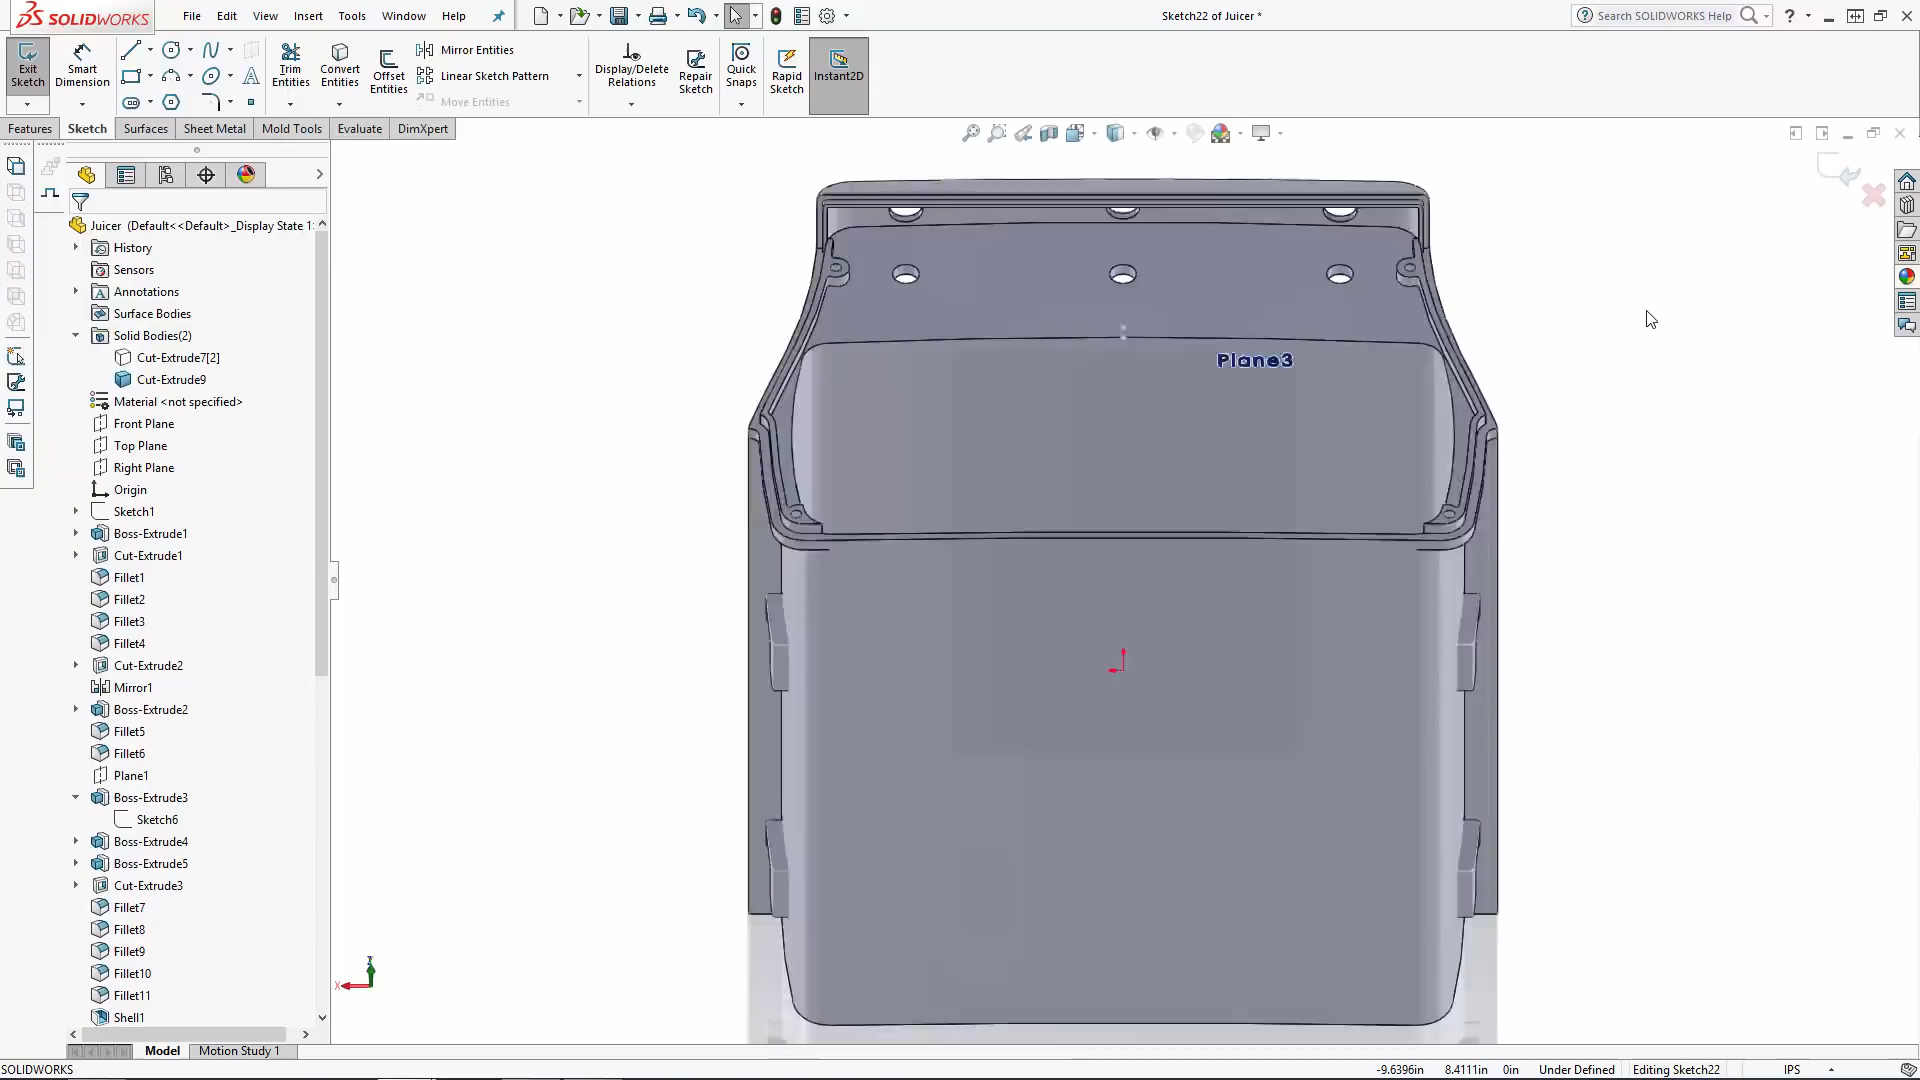 SOLIDWORKS
File Edit View Insert Tools Window Help
Sketch22 of Juicer *
Search SOLIDWORKS Help
Exit Sketch
Smart Dimension
Trim Entities
Convert Entities
Offset Entities
Mirror Entities
Linear Sketch Pattern
Move Entities
Display/Delete Relations
Repair Sketch
Quick Snaps
Rapid Sketch
Instant2D
Features Sketch Surfaces Sheet Metal Mold Tools Evaluate DimXpert
Juicer (Default<<Default>_Display State 1:
History
Sensors
Annotations
Surface Bodies
Solid Bodies(2)
Cut-Extrude7[2]
Cut-Extrude9
Material <not specified>
Front Plane
Top Plane
Right Plane
Origin
Sketch1
Boss-Extrude1
Cut-Extrude1
Fillet1
Fillet2
Fillet3
Fillet4
Cut-Extrude2
Mirror1
Boss-Extrude2
Fillet5
Fillet6
Plane1
Boss-Extrude3
Sketch6
Boss-Extrude4
Boss-Extrude5
Cut-Extrude3
Fillet7
Fillet8
Fillet9
Fillet10
Fillet11
Shell1
Plane3
Z
X
Model Motion Study 1
SOLIDWORKS
-9.6396in 8.4111in 0in Under Defined Editing Sketch22 IPS